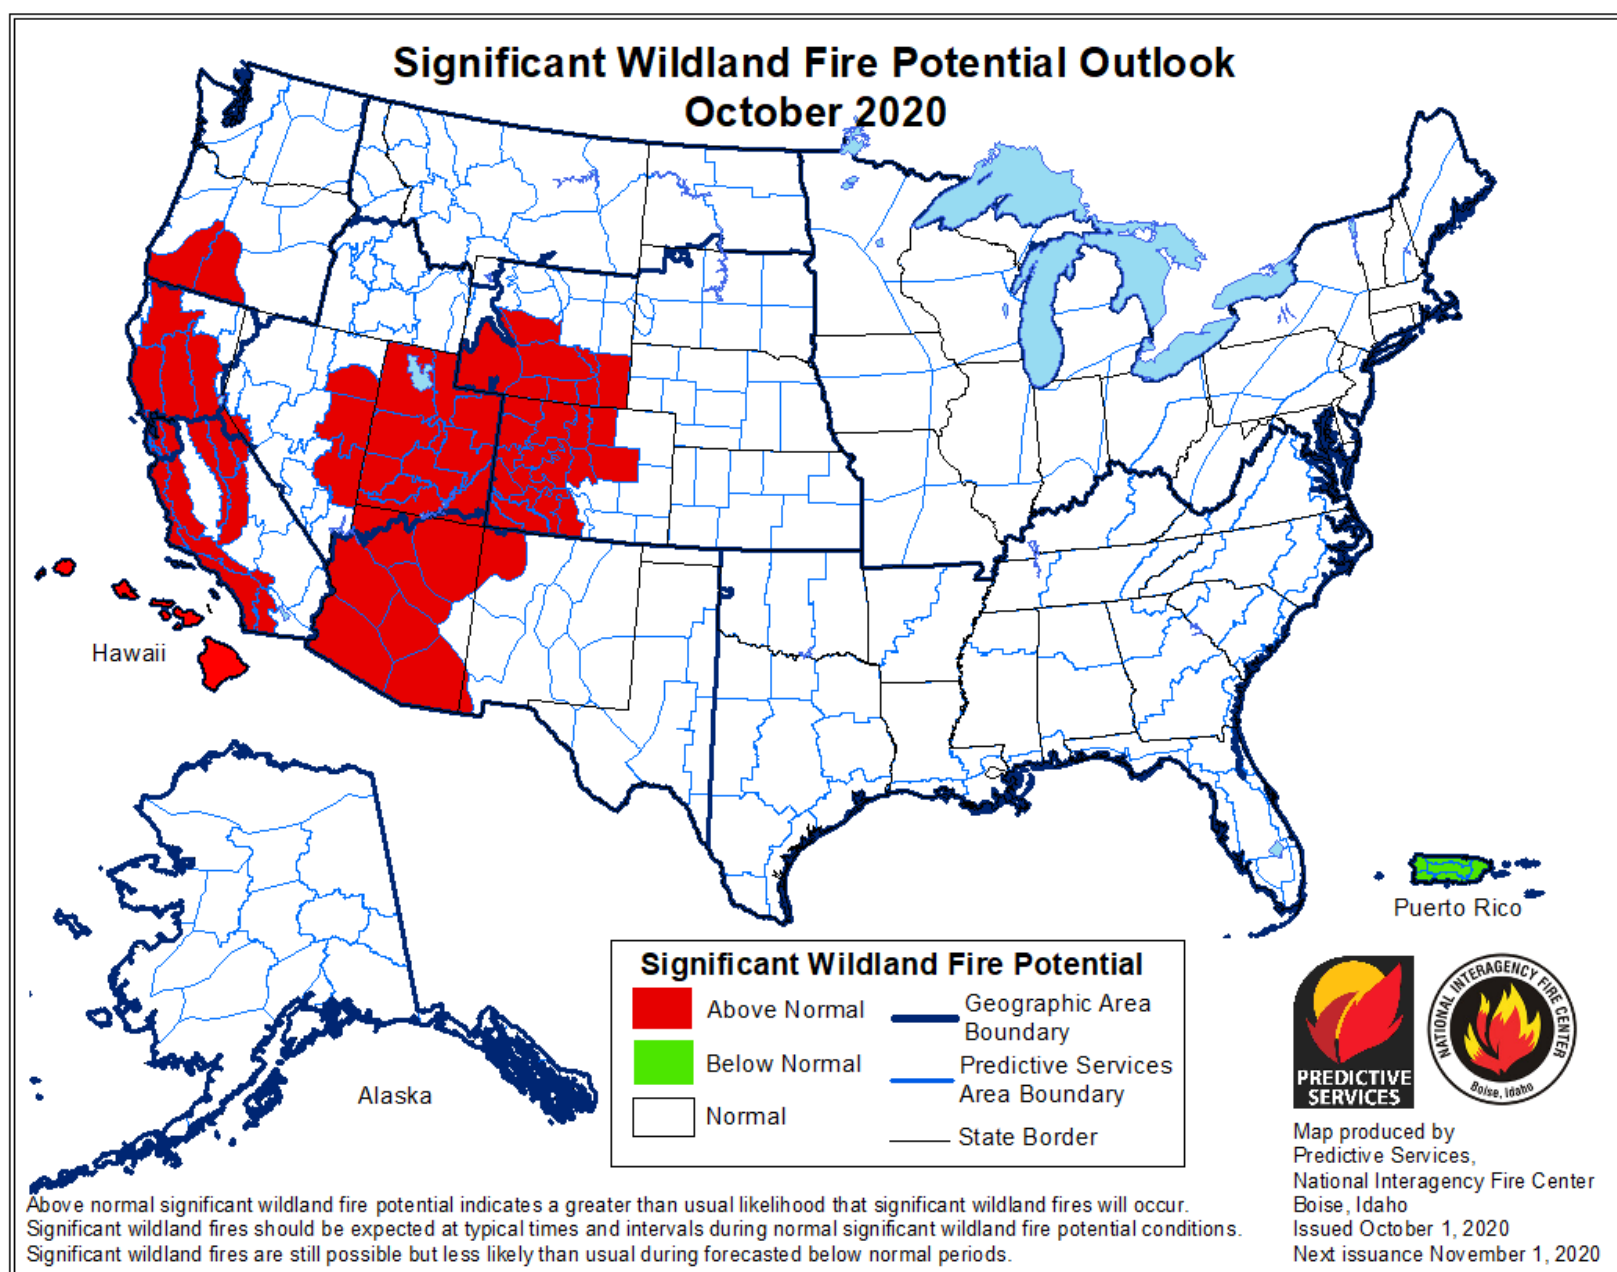 Significant Wildland Fire Potential Outlook
October 2020
Hawaii
Alaska
Puerto Rico
Significant Wildland Fire Potential
Above Normal
Below Normal
Normal
Geographic Area
Boundary
Predictive Services
Area Boundary
State Border
PREDICTIVE
SERVICES
NATIONAL INTERAGENCY FIRE CENTER
Boise, Idaho
Map produced by
Predictive Services,
National Interagency Fire Center
Boise, Idaho
Issued October 1, 2020
Next issuance November 1, 2020
Above normal significant wildland fire potential indicates a greater than usual likelihood that significant wildland fires will occur.
Significant wildland fires should be expected at typical times and intervals during normal significant wildland fire potential conditions.
Significant wildland fires are still possible but less likely than usual during forecasted below normal periods.